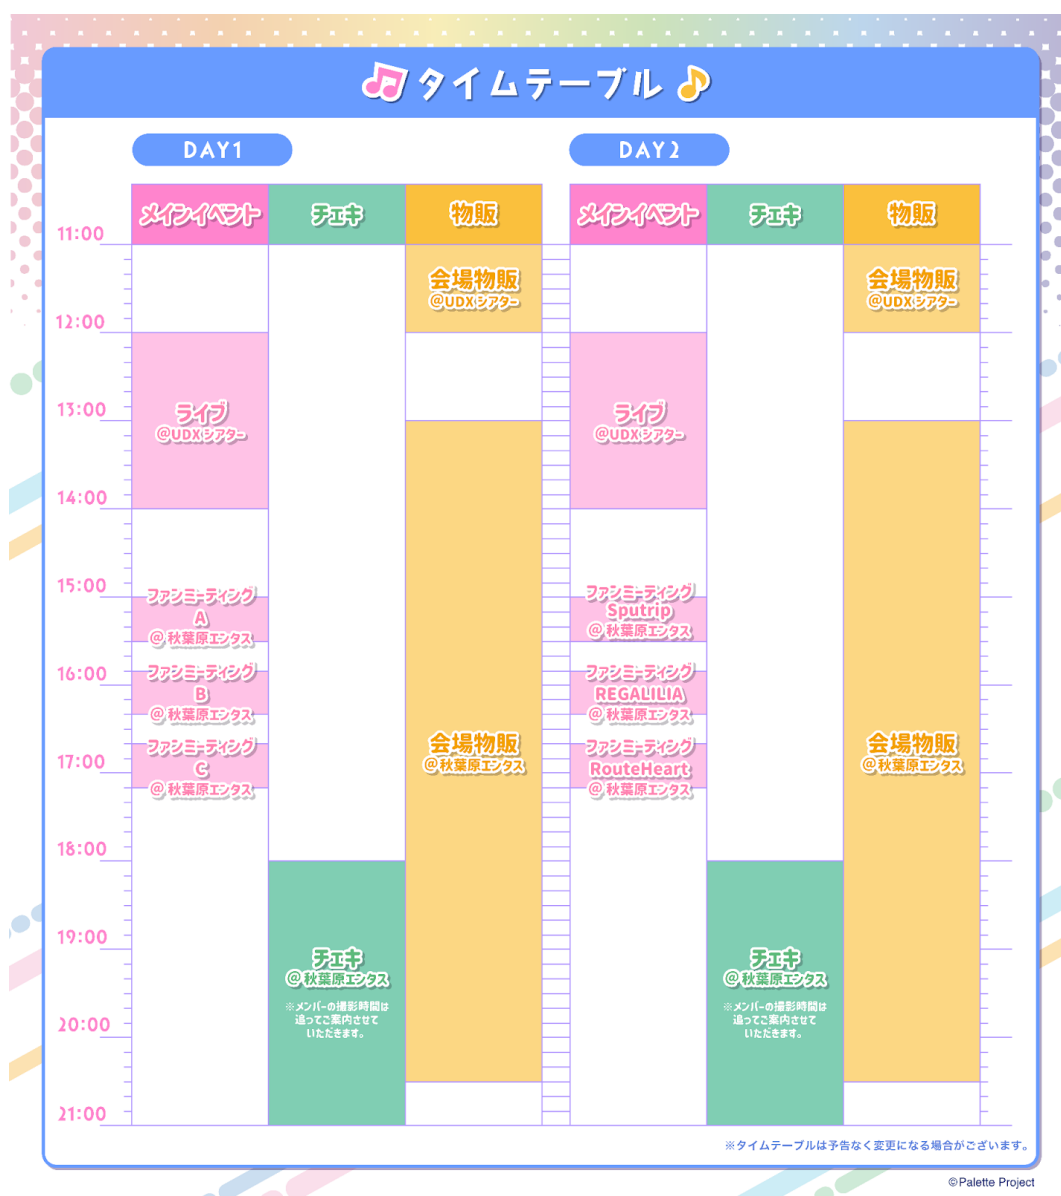 タイムテーブル
DAY1
DAY2
メインイベント
チェキ
物販
メインイベント
チェキ
物販
11:00
会場物販
@UDXシアター
会場物販
@UDXシアター
12:00
13:00
ライブ
@UDXシアター
ライブ
@UDXシアター
14:00
15:00
ファンミーティング
A
@秋葉原エンタス
ファンミーティング
Sputrip
@秋葉原エンタス
16:00
ファンミーティング
B
@秋葉原エンタス
ファンミーティング
REGALILIA
@秋葉原エンタス
17:00
ファンミーティング
C
@秋葉原エンタス
会場物販
@秋葉原エンタス
ファンミーティング
RouteHeart
@秋葉原エンタス
会場物販
@秋葉原エンタス
18:00
19:00
チェキ
@秋葉原エンタス
※メンバーの撮影時間は
追ってご案内させて
いただきます。
チェキ
@秋葉原エンタス
※メンバーの撮影時間は
追ってご案内させて
いただきます。
20:00
21:00
※タイムテーブルは予告なく変更になる場合がございます。
©Palette Project